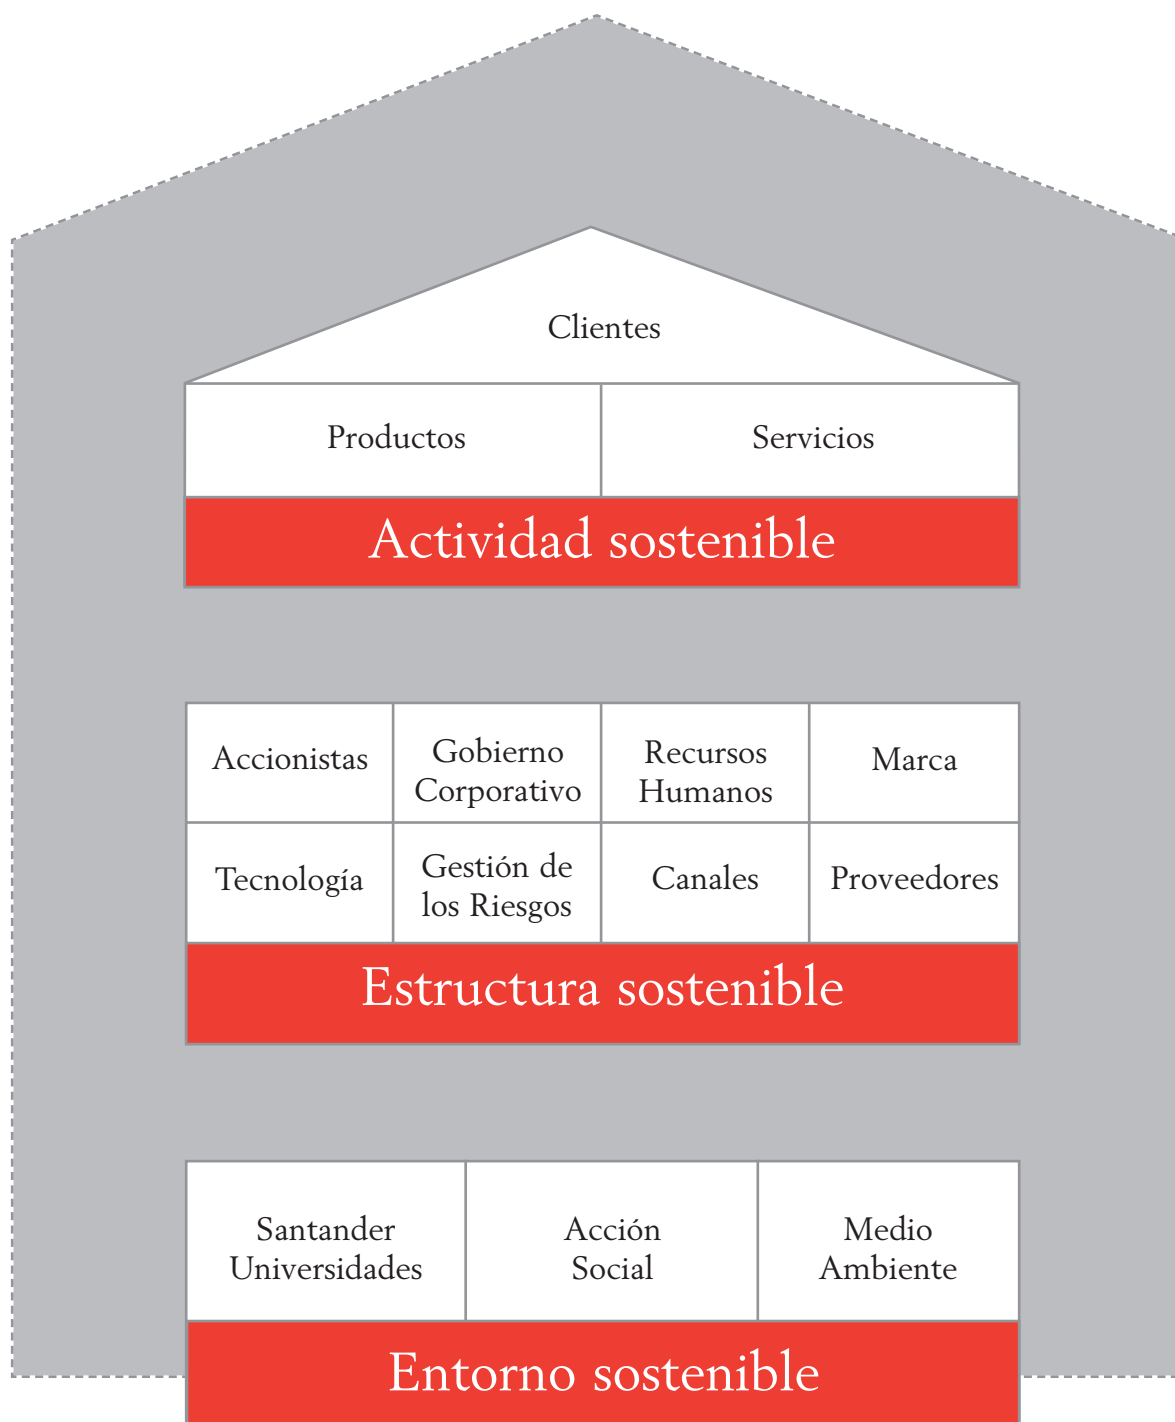 Clientes
Productos
Servicios
Actividad sostenible
Accionistas
Gobierno
Corporativo
Recursos
Humanos
Marca
Tecnología
Gestión de
los Riesgos
Canales
Proveedores
Estructura sostenible
Santander
Universidades
Acción
Social
Medio
Ambiente
Entorno sostenible